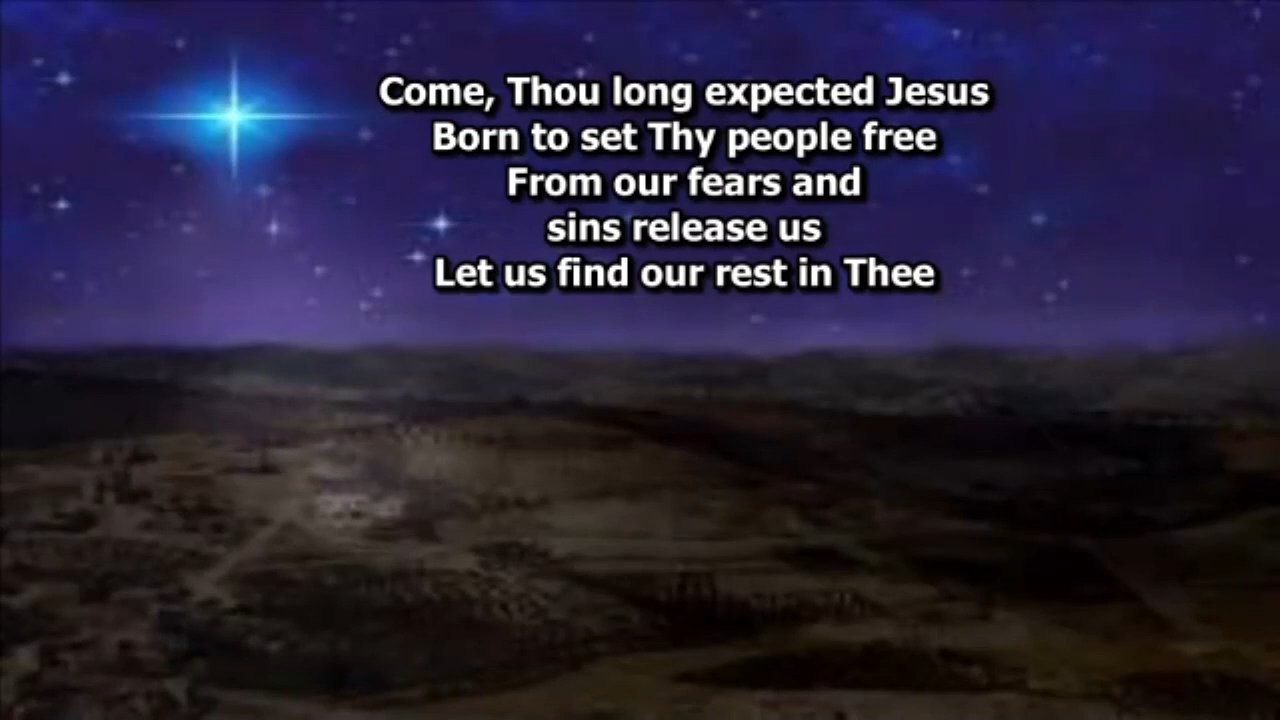 Come, Thou long expected Jesus
Born to set Thy people free
From our fears and
sins release us
Let us find our rest in Thee